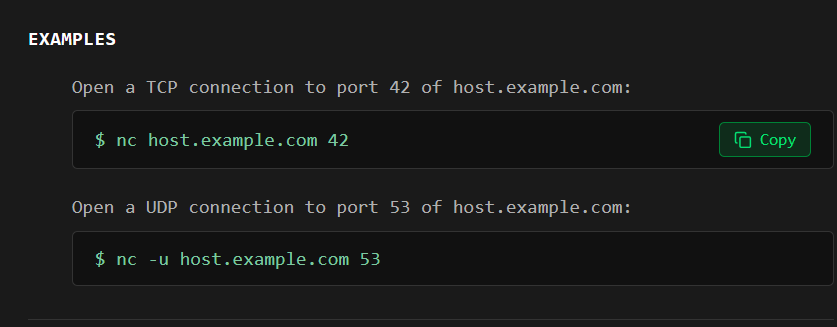 EXAMPLES
Open a TCP connection to port 42 of host.example.com:
$ nc host.example.com 42
Copy
Open a UDP connection to port 53 of host.example.com:
$ nc -u host.example.com 53